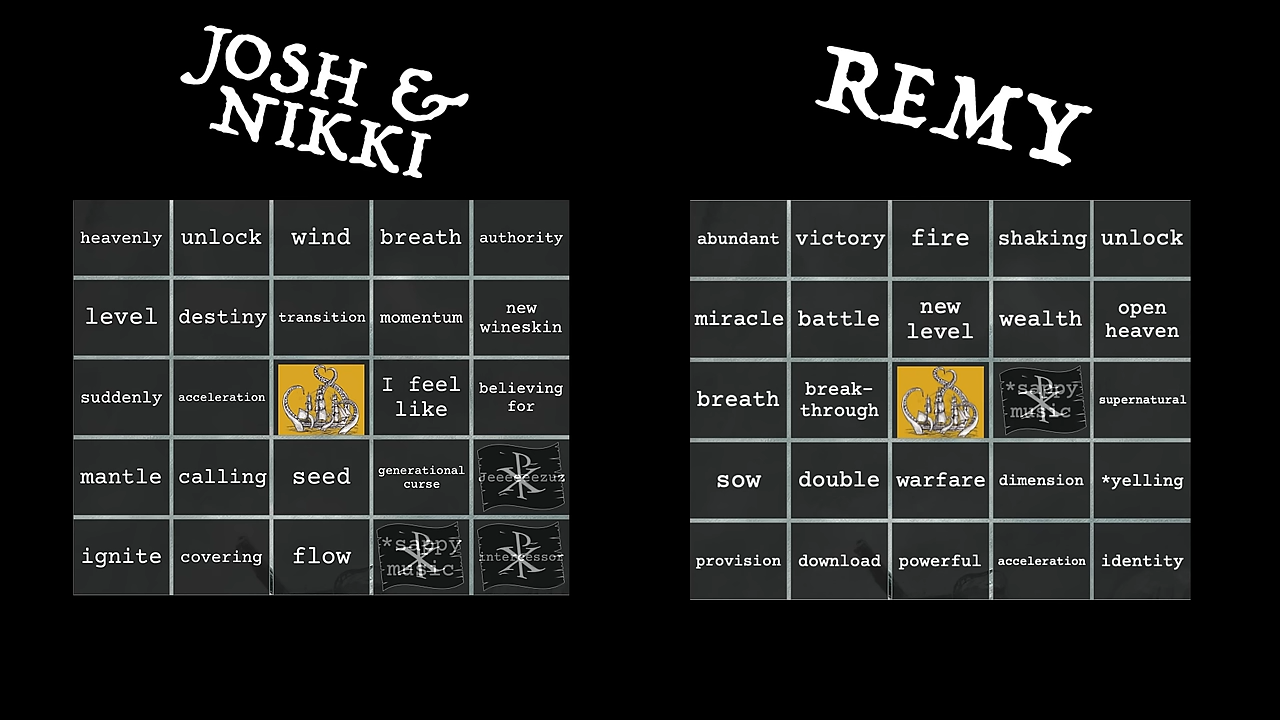 JOSH &
NIKKI
REMY
heavenly unlock wind breath authority
level destiny transition momentum new
wineskin
suddenly acceleration I feel
like believing
for
mantle calling seed generational
curse Jeeeeeezuz
ignite covering flow *sappy
music intercessor
abundant victory fire shaking unlock
miracle battle new
level wealth open
heaven
breath break-
through *sappy
music supernatural
sow double warfare dimension *yelling
provision download powerful acceleration identity